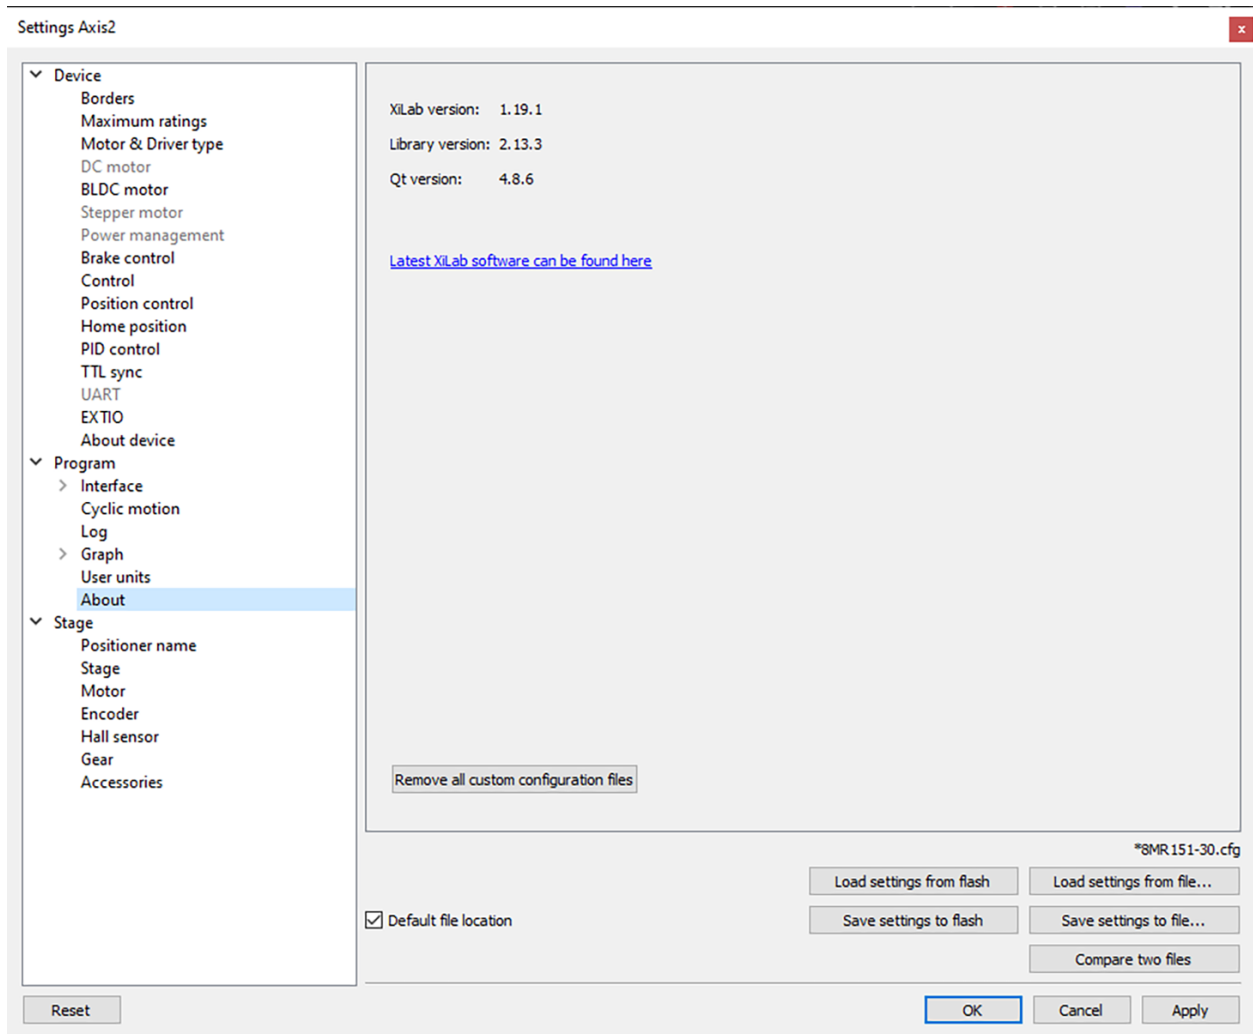 Settings Axis2
x
Device
Borders
Maximum ratings
Motor & Driver type
DC motor
BLDC motor
Stepper motor
Power management
Brake control
Control
Position control
Home position
PID control
TTL sync
UART
EXTIO
About device
Program
Interface
Cyclic motion
Log
Graph
User units
About
Stage
Positioner name
Stage
Motor
Encoder
Hall sensor
Gear
Accessories
XiLab version: 1.19.1
Library version: 2.13.3
Qt version: 4.8.6
Latest XiLab software can be found here
Remove all custom configuration files
*8MR151-30.cfg
Load settings from flash Load settings from file...
Default file location Save settings to flash Save settings to file...
Compare two files
Reset OK Cancel Apply